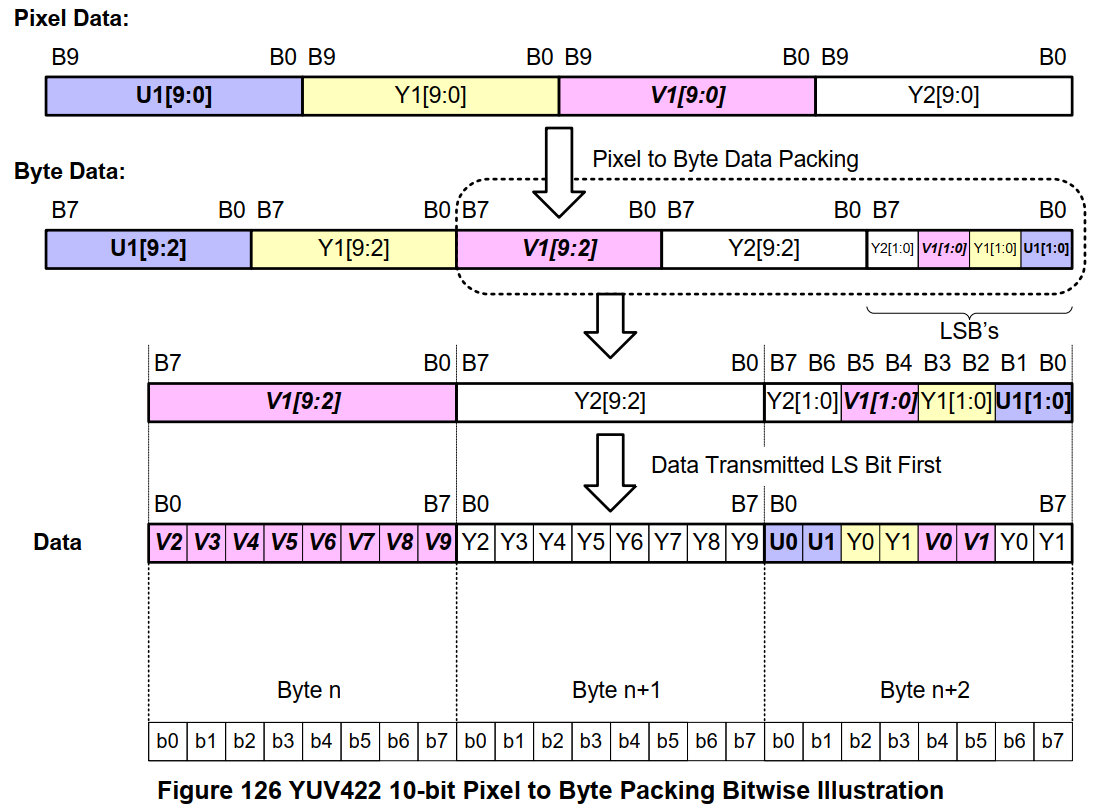 Pixel Data:
B9 B0 B9 B0 B9 B0 B9 B0
U1[9:0] Y1[9:0] V1[9:0] Y2[9:0]
Pixel to Byte Data Packing
Byte Data:
B7 B0 B7 B0 B7 B0 B7 B0 B7 B0
U1[9:2] Y1[9:2] V1[9:2] Y2[9:2] Y2[1:0] V1[1:0] Y1[1:0] U1[1:0]
LSB's
B7 B0 B7 B0 B7 B6 B5 B4 B3 B2 B1 B0
V1[9:2] Y2[9:2] Y2[1:0] V1[1:0] Y1[1:0] U1[1:0]
Data Transmitted LS Bit First
B0 B7 B0 B7 B0 B7
Data V2 V3 V4 V5 V6 V7 V8 V9 Y2 Y3 Y4 Y5 Y6 Y7 Y8 Y9 U0 U1 Y0 Y1 V0 V1 Y0 Y1
Byte n Byte n+1 Byte n+2
b0 b1 b2 b3 b4 b5 b6 b7 b0 b1 b2 b3 b4 b5 b6 b7 b0 b1 b2 b3 b4 b5 b6 b7
Figure 126 YUV422 10-bit Pixel to Byte Packing Bitwise Illustration